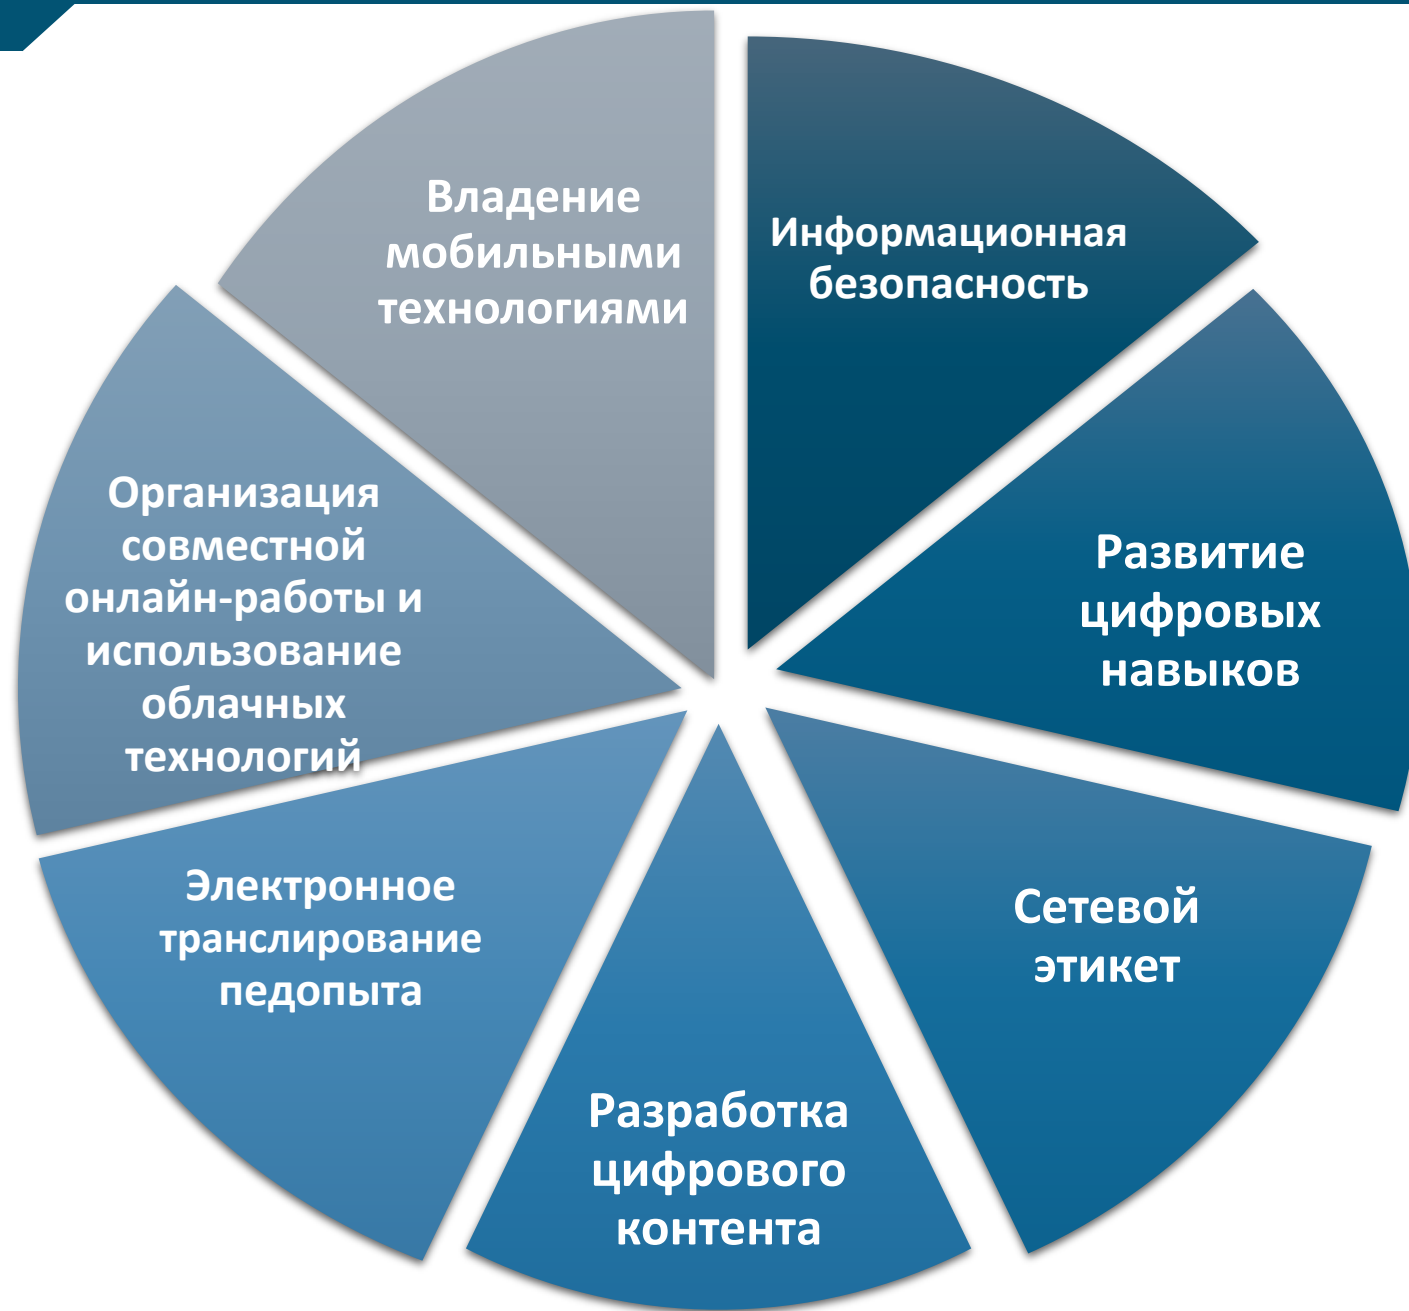 Владение
мобильными
технологиями
Информационная
безопасность
Развитие
цифровых
навыков
Сетевой
этикет
Разработка
цифрового
контента
Электронное
транслирование
педопыта
Организация
совместной
онлайн-работы и
использование
облачных
технологий